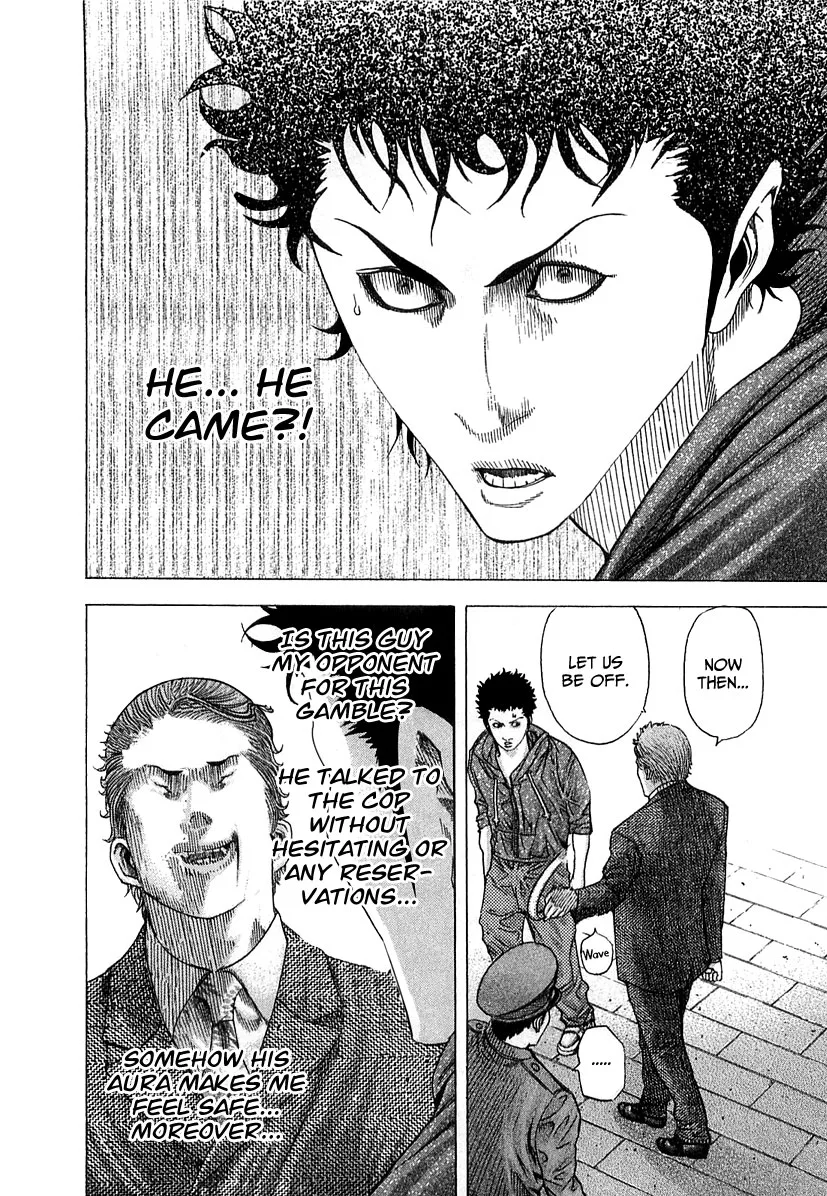 HE... HE
CAME?!
NOW
THEN...
LET US
BE OFF.
Wave
......
IS THIS GUY
MY OPPONENT
FOR THIS
GAMBLE?
HE TALKED TO
THE COP
WITHOUT
HESITATING OR
ANY RESER-
VATIONS...
SOMEHOW HIS
AURA MAKES ME
FEEL SAFE...
MOREOVER...